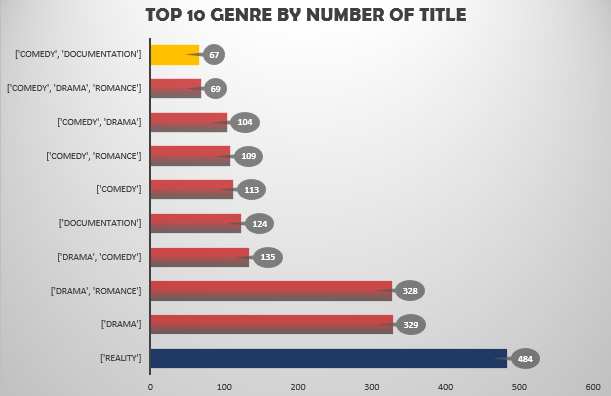 TOP 10 GENRE BY NUMBER OF TITLE
['COMEDY', 'DOCUMENTATION'] 67
['COMEDY', 'DRAMA', 'ROMANCE'] 69
['COMEDY', 'DRAMA'] 104
['COMEDY', 'ROMANCE'] 109
['COMEDY'] 113
['DOCUMENTATION'] 124
['DRAMA', 'COMEDY'] 135
['DRAMA', 'ROMANCE'] 328
['DRAMA'] 329
['REALITY'] 484
0 100 200 300 400 500 600